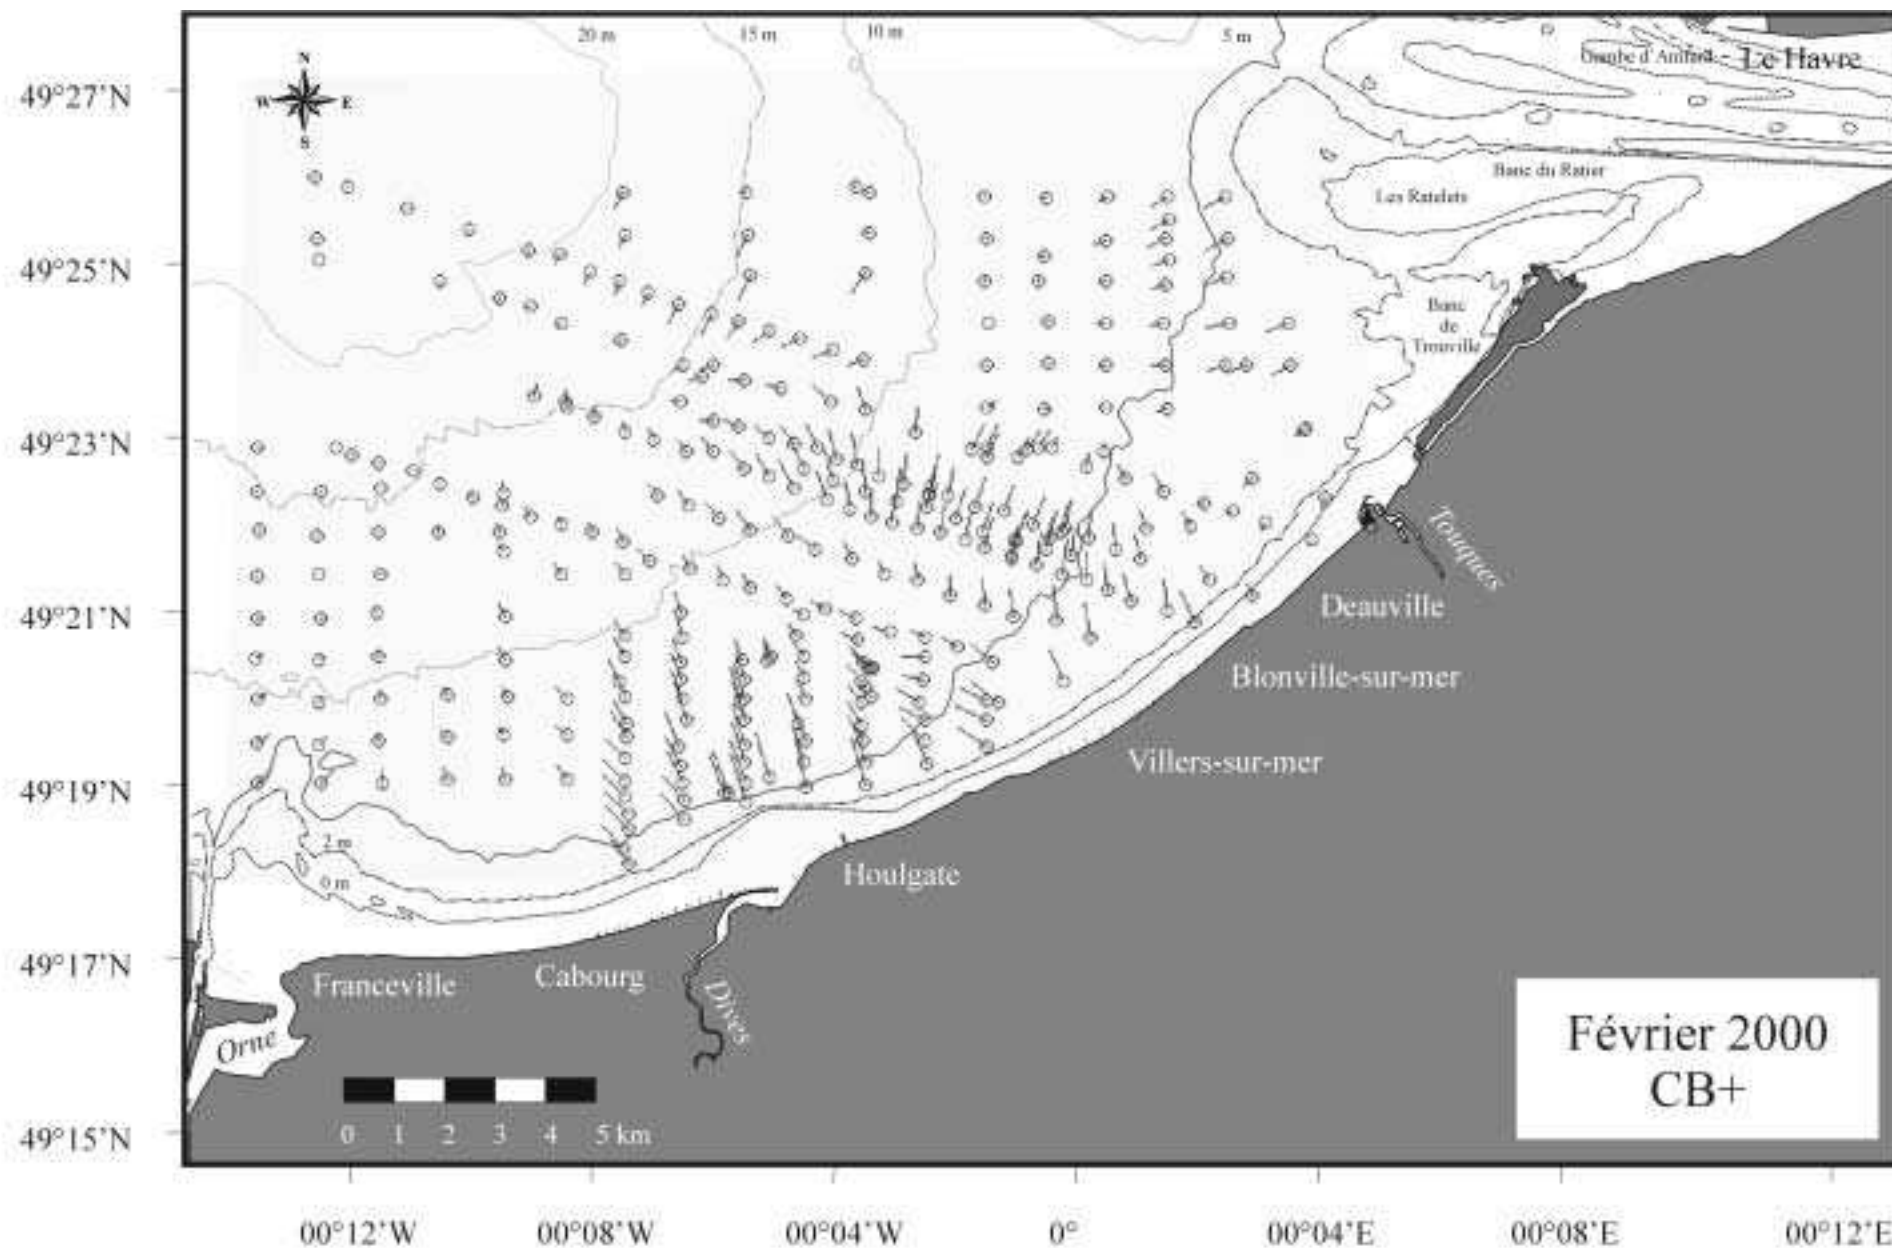 20 m
15 m
10 m
5 m
N
W
E
S
Le Havre
49°27'N
Banc du Ratier
Les Ratelets
49°25'N
Banc
de
Trouville
49°23'N
Touques
49°21'N
Deauville
Blonville-sur-mer
Villers-sur-mer
49°19'N
2 m
0 m
Houlgate
49°17'N
Franceville
Cabourg
Dives
Orne
Février 2000
CB+
0 1 2 3 4 5 km
49°15'N
00°12'W 00°08'W 00°04'W 0° 00°04'E 00°08'E 00°12'E